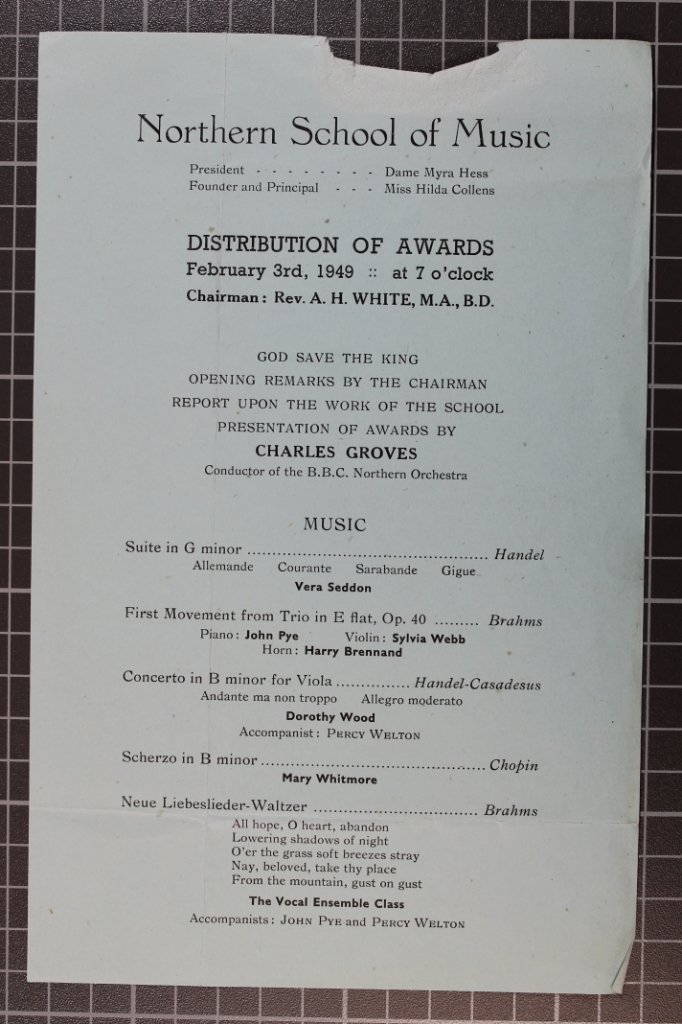 Northern School of Music
President - - - - - - - - Dame Myra Hess
Founder and Principal - - - Miss Hilda Collens
DISTRIBUTION OF AWARDS
February 3rd, 1949 :: at 7 o'clock
Chairman: Rev. A. H. WHITE, M.A., B.D.
GOD SAVE THE KING
OPENING REMARKS BY THE CHAIRMAN
REPORT UPON THE WORK OF THE SCHOOL
PRESENTATION OF AWARDS BY
CHARLES GROVES
Conductor of the B.B.C. Northern Orchestra
MUSIC
Suite in G minor ................................................ Handel
Allemande Courante Sarabande Gigue
Vera Seddon
First Movement from Trio in E flat, Op. 40 ......... Brahms
Piano: John Pye Violin: Sylvia Webb
Horn: Harry Brennand
Concerto in B minor for Viola ............... Handel-Casadesus
Andante ma non troppo Allegro moderato
Dorothy Wood
Accompanist: PERCY WELTON
Scherzo in B minor ............................................. Chopin
Mary Whitmore
Neue Liebeslieder-Waltzer ................................. Brahms
All hope, O heart, abandon
Lowering shadows of night
O'er the grass soft breezes stray
Nay, beloved, take thy place
From the mountain, gust on gust
The Vocal Ensemble Class
Accompanists: JOHN PYE and PERCY WELTON